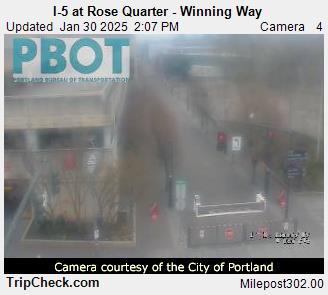 I-5 at Rose Quarter - Winning Way
Updated  Jan 30 2025  2:07 PM Camera  4
PBOT
PORTLAND BUREAU OF TRANSPORTATION
Camera courtesy of the City of Portland
TripCheck.com Milepost302.00